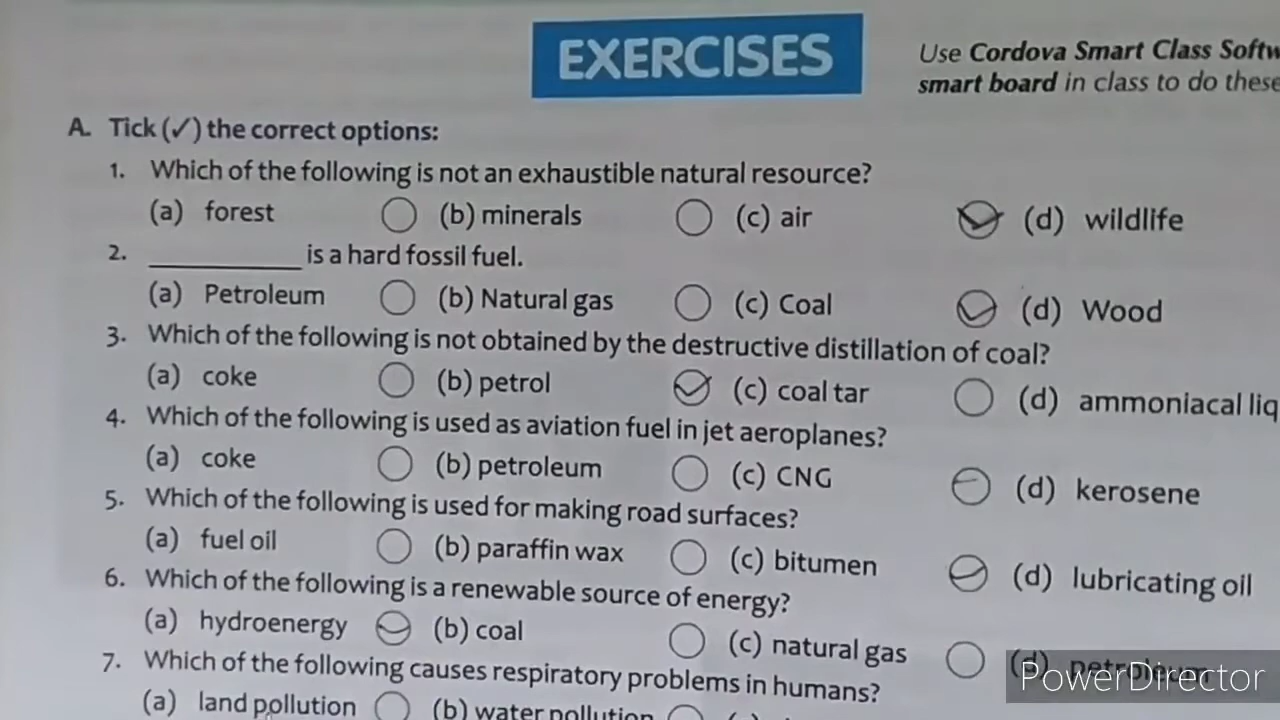 EXERCISES
Use Cordova Smart Class Softw
smart board in class to do these
A. Tick (✓) the correct options:
1. Which of the following is not an exhaustible natural resource?
(a) forest (b) minerals (c) air (d) wildlife
2. __________ is a hard fossil fuel.
(a) Petroleum (b) Natural gas (c) Coal (d) Wood
3. Which of the following is not obtained by the destructive distillation of coal?
(a) coke (b) petrol (c) coal tar (d) ammoniacal liq
4. Which of the following is used as aviation fuel in jet aeroplanes?
(a) coke (b) petroleum (c) CNG (d) kerosene
5. Which of the following is used for making road surfaces?
(a) fuel oil (b) paraffin wax (c) bitumen (d) lubricating oil
6. Which of the following is a renewable source of energy?
(a) hydroenergy (b) coal (c) natural gas (d) petroleum
7. Which of the following causes respiratory problems in humans?
(a) land pollution (b) water pollution
PowerDirector